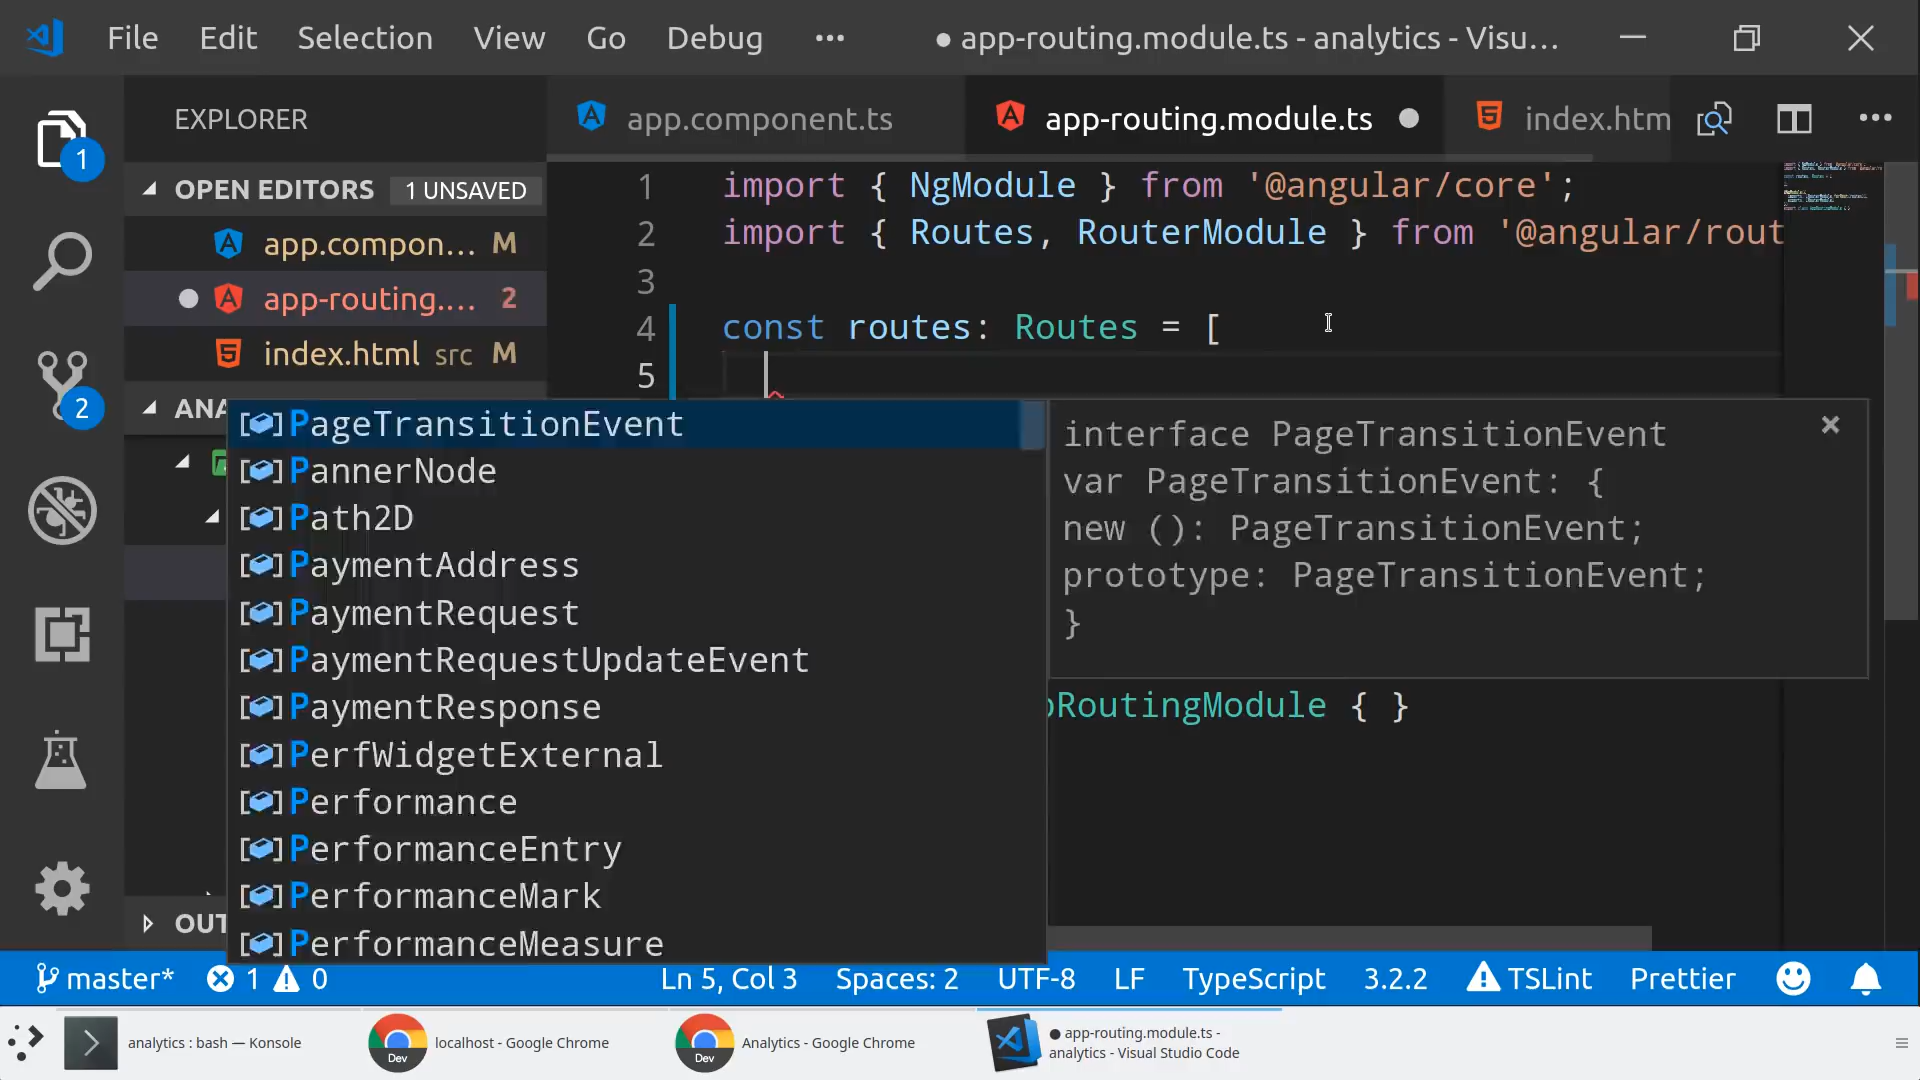 File Edit Selection View Go Debug ··· ● app-routing.module.ts - analytics - Visu...
EXPLORER
1
OPEN EDITORS 1 UNSAVED
app.compon... M
app-routing.... 2
index.html src M
2
ANA
OUT
app.component.ts app-routing.module.ts index.htm
1 import { NgModule } from '@angular/core';
2 import { Routes, RouterModule } from '@angular/rout
3
4 const routes: Routes = [
5
PageTransitionEvent
PannerNode
Path2D
PaymentAddress
PaymentRequest
PaymentRequestUpdateEvent
PaymentResponse
PerfWidgetExternal
Performance
PerformanceEntry
PerformanceMark
PerformanceMeasure
interface PageTransitionEvent
var PageTransitionEvent: {
new (): PageTransitionEvent;
prototype: PageTransitionEvent;
}
RoutingModule { }
master* 1 0 Ln 5, Col 3 Spaces: 2 UTF-8 LF TypeScript 3.2.2 TSLint Prettier
analytics : bash — Konsole
Dev
localhost - Google Chrome
Dev
Analytics - Google Chrome
● app-routing.module.ts -
analytics - Visual Studio Code